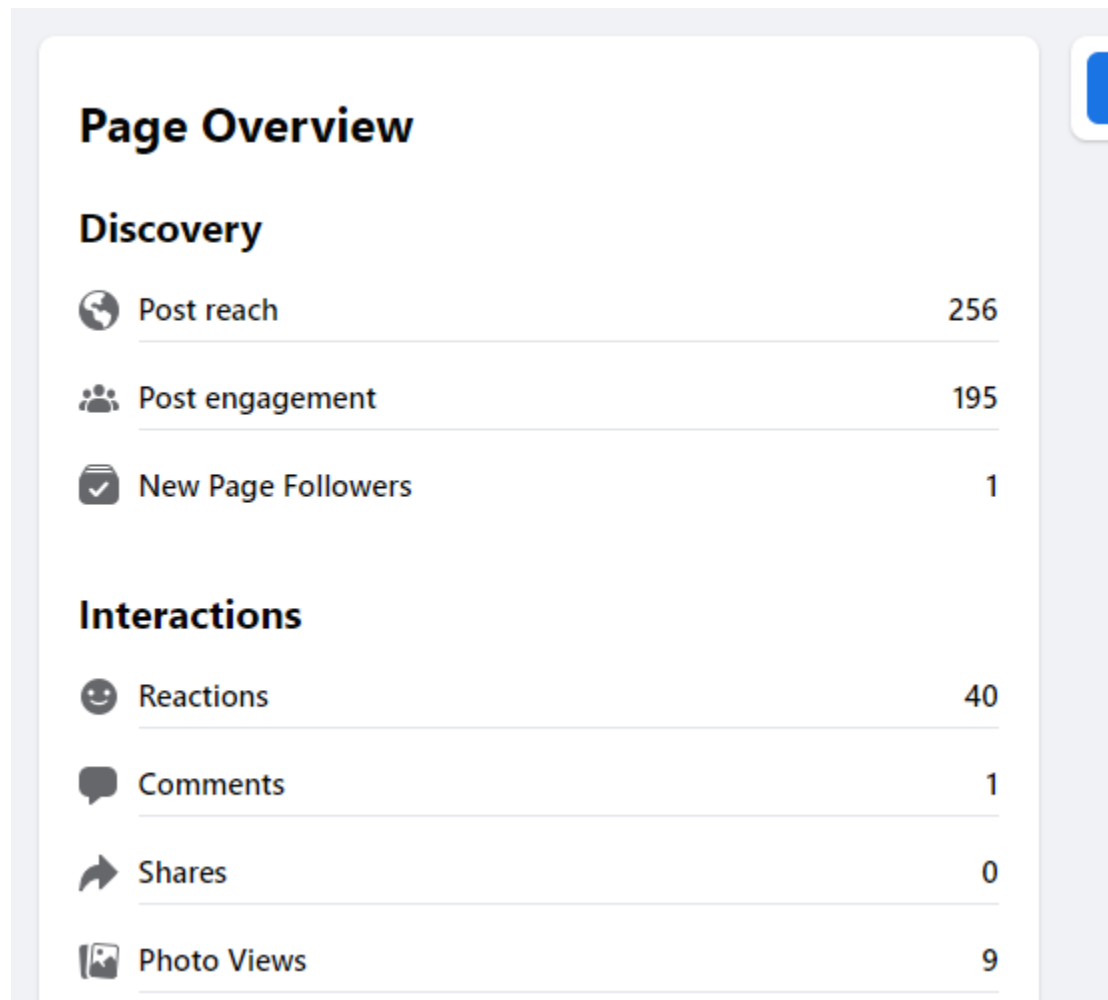 Page Overview
Discovery
Post reach 256
Post engagement 195
New Page Followers 1
Interactions
Reactions 40
Comments 1
Shares 0
Photo Views 9